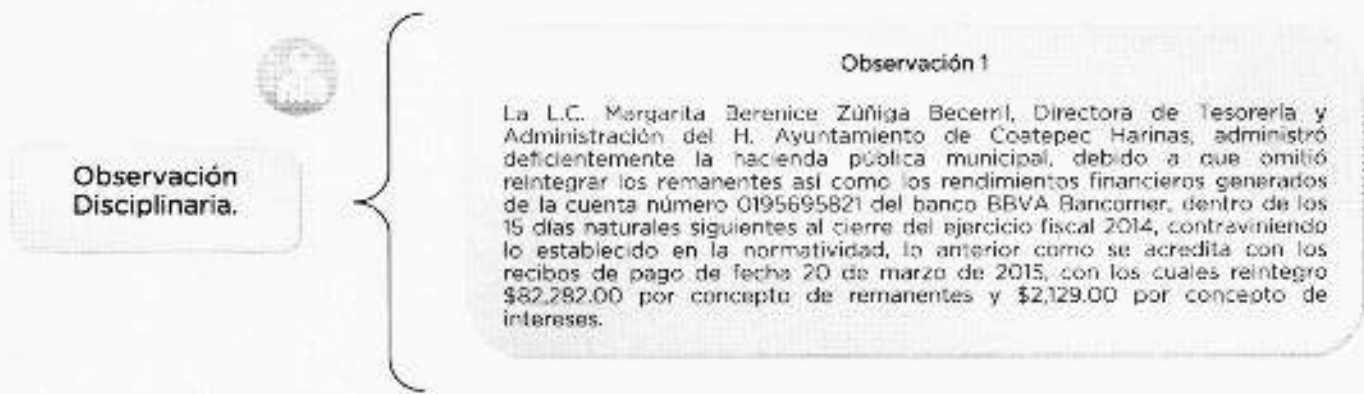 Observación
Disciplinaria.
Observación 1
La L.C. Margarita Berenice Zúñiga Becerril, Directora de Tesorería y
Administración del H. Ayuntamiento de Coatepec Harinas, administró
deficientemente la hacienda pública municipal, debido a que omitió
reintegrar los remanentes así como los rendimientos financieros generados
de la cuenta número 0195695821 del banco BBVA Bancomer, dentro de los
15 días naturales siguientes al cierre del ejercicio fiscal 2014, contraviniendo
lo establecido en la normatividad, lo anterior como se acredita con los
recibos de pago de fecha 20 de marzo de 2015, con los cuales reintegro
$82,282.00 por concepto de remanentes y $2,129.00 por concepto de
intereses.